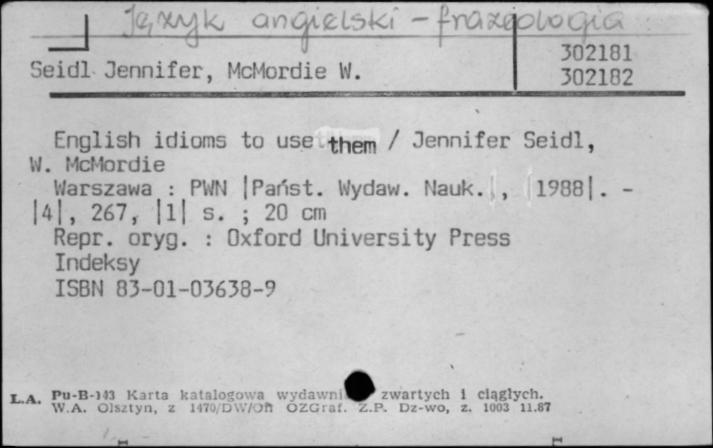 Język angielski - frazeologia
302181
Seidl Jennifer, McMordie W.
302182
English idioms to use them / Jennifer Seidl,
W. McMordie
Warszawa : PWN |Państ. Wydaw. Nauk.|, |1988|. -
|4|, 267, |1| s. ; 20 cm
Repr. oryg. : Oxford University Press
Indeksy
ISBN 83-01-03638-9
L.A. Pu-B-143 Karta katalogowa wydawni zwartych i ciągłych.
W.A. Olsztyn, z 1470/DW/Ołt OZGraf. Z.P. Dz-wo, z. 1003 11.87